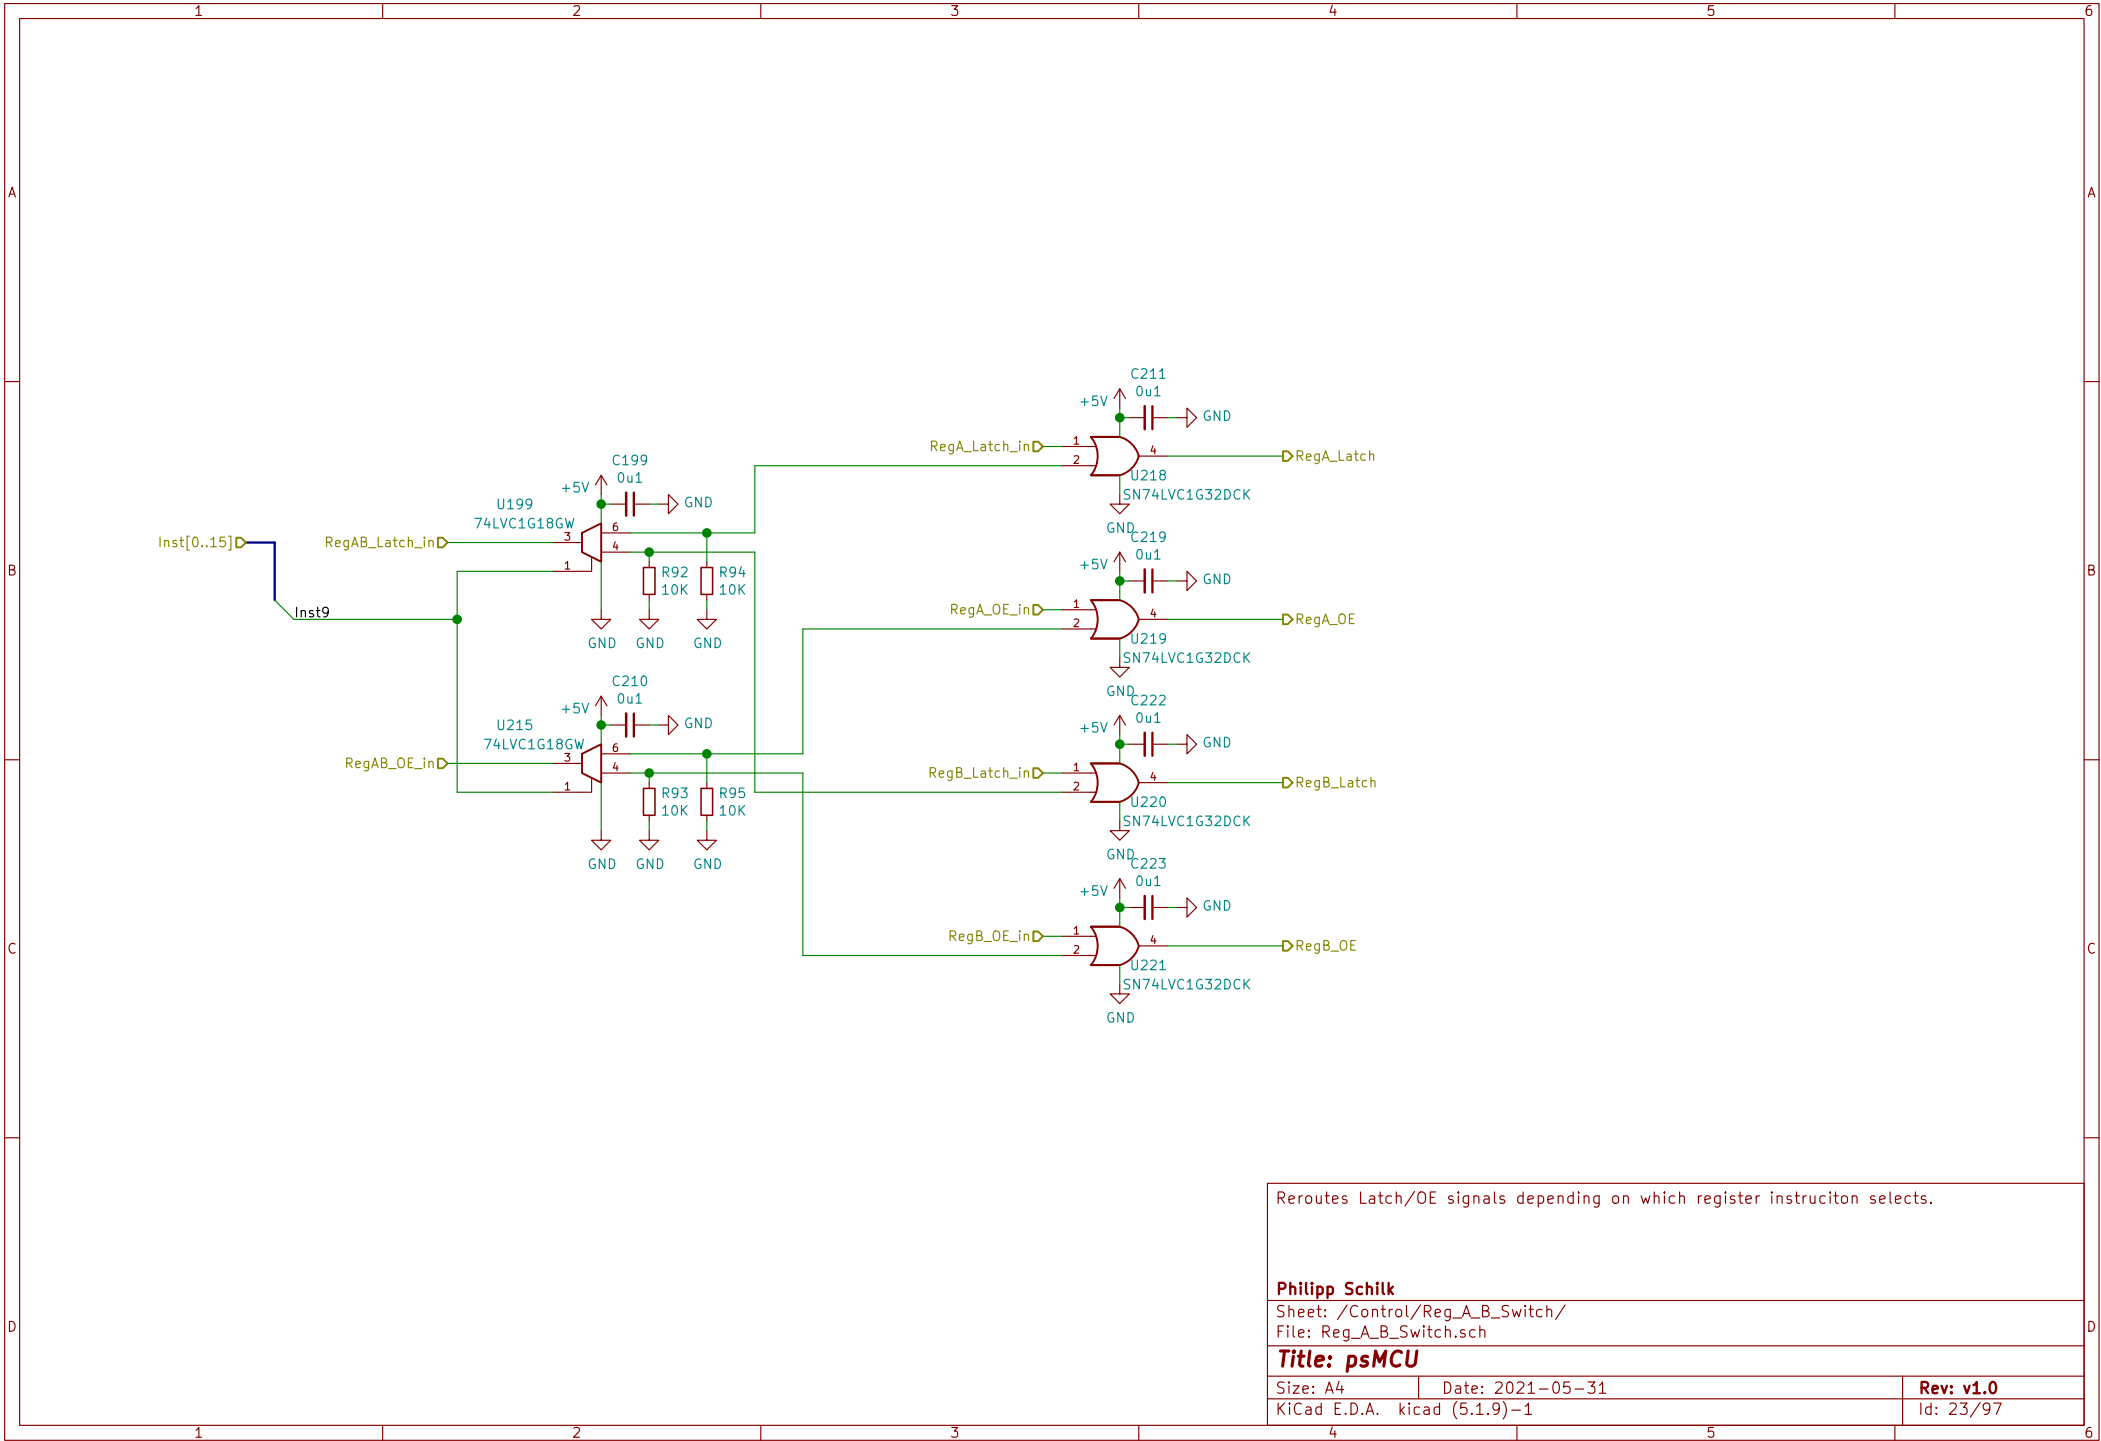 1 2 3 4 5 6
A A
B B
C C
D D
1 2 3 4 5 6
Inst[0..15]
Inst9
RegAB_Latch_in
U199
74LVC1G18GW
3
1
6
4
+5V
C199
0u1
GND
GND
R92
10K
GND
R94
10K
GND
RegAB_OE_in
U215
74LVC1G18GW
3
1
6
4
+5V
C210
0u1
GND
GND
R93
10K
GND
R95
10K
GND
C211
0u1
+5V
GND
RegA_Latch_in
1
2
4
RegA_Latch
U218
SN74LVC1G32DCK
GND
C219
0u1
+5V
GND
RegA_OE_in
1
2
4
RegA_OE
U219
SN74LVC1G32DCK
GND
C222
0u1
+5V
GND
RegB_Latch_in
1
2
4
RegB_Latch
U220
SN74LVC1G32DCK
GND
C223
0u1
+5V
GND
RegB_OE_in
1
2
4
RegB_OE
U221
SN74LVC1G32DCK
GND
Reroutes Latch/OE signals depending on which register instruciton selects.
Philipp Schilk
Sheet: /Control/Reg_A_B_Switch/
File: Reg_A_B_Switch.sch
Title: psMCU
Size: A4 Date: 2021-05-31 Rev: v1.0
KiCad E.D.A. kicad (5.1.9)-1 Id: 23/97